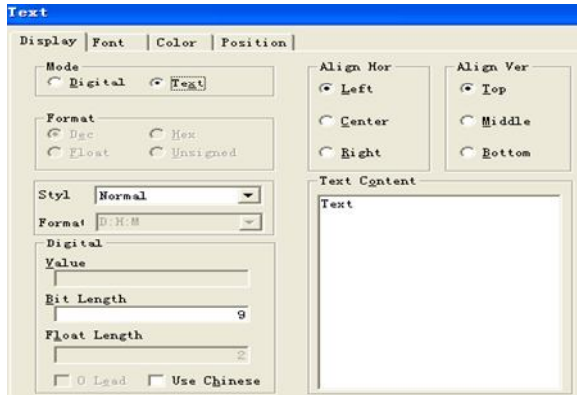 Text
Display Font Color Position
Mode
Digital Text
Format
Dec Hex
Float Unsigned
Styl Normal
Format D:H:M
Digital
Value
Bit Length
9
Float Length
2
0 Lead Use Chinese
Align Hor
Left
Center
Right
Align Ver
Top
Middle
Bottom
Text Content
Text